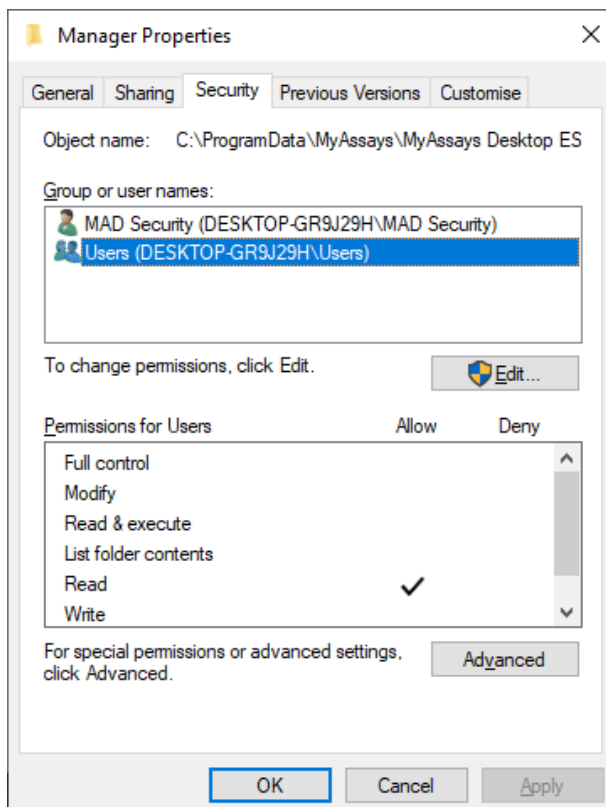 Manager Properties
General Sharing Security Previous Versions Customise
Object name: C:\ProgramData\MyAssays\MyAssays Desktop ES
Group or user names:
MAD Security (DESKTOP-GR9J29H\MAD Security)
Users (DESKTOP-GR9J29H\Users)
To change permissions, click Edit. Edit...
Permissions for Users Allow Deny
Full control
Modify
Read & execute
List folder contents
Read
Write
For special permissions or advanced settings, Advanced
click Advanced.
OK Cancel Apply